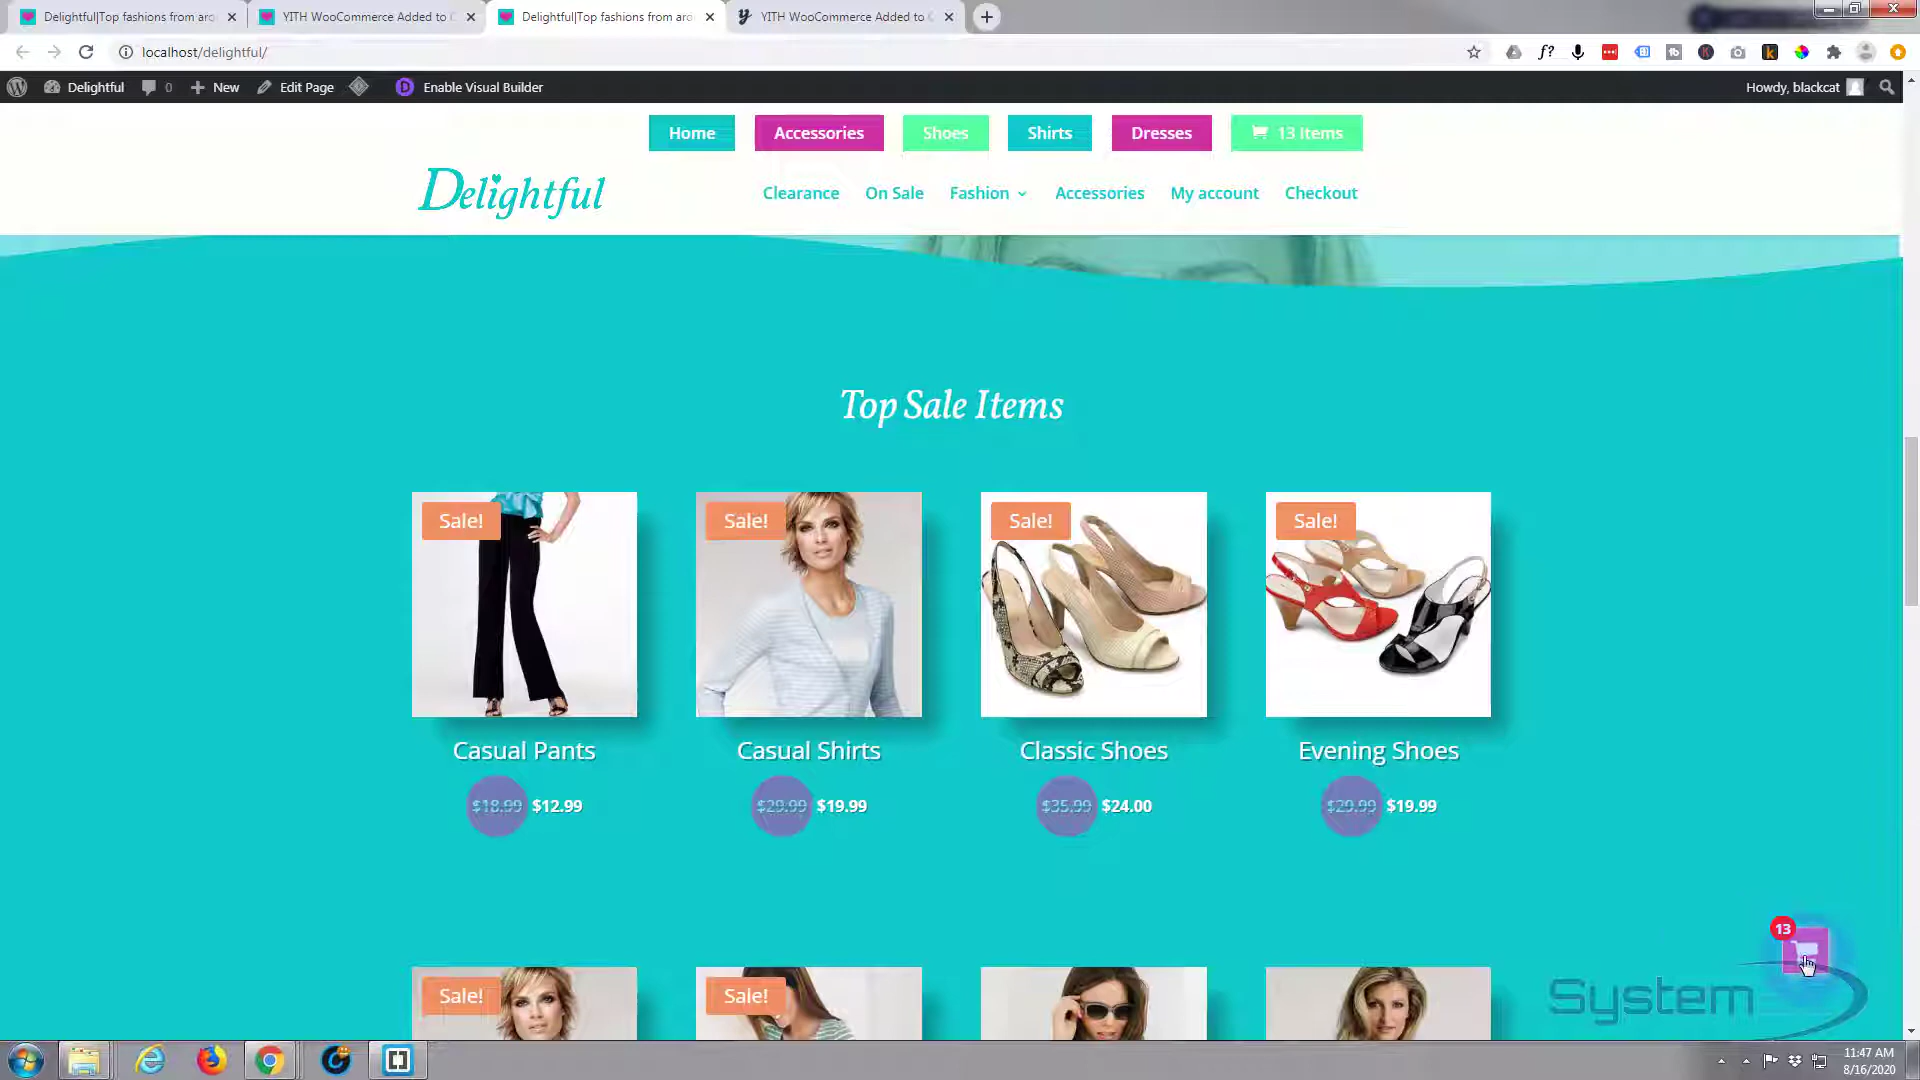 Delightful|Top fashions from aro
YITH WooCommerce Added to C
Delightful|Top fashions from aro
YITH WooCommerce Added to C
localhost/delightful/
Delightful
0
New
Edit Page
Enable Visual Builder
Howdy, blackcat
Home
Accessories
Shoes
Shirts
Dresses
13 Items
Delightful
Clearance
On Sale
Fashion
Accessories
My account
Checkout
Top Sale Items
Sale!
Sale!
Sale!
Sale!
Casual Pants
Casual Shirts
Classic Shoes
Evening Shoes
$18.99 $12.99
$29.99 $19.99
$35.99 $24.00
$29.99 $19.99
13
Sale!
Sale!
System
11:47 AM
8/16/2020